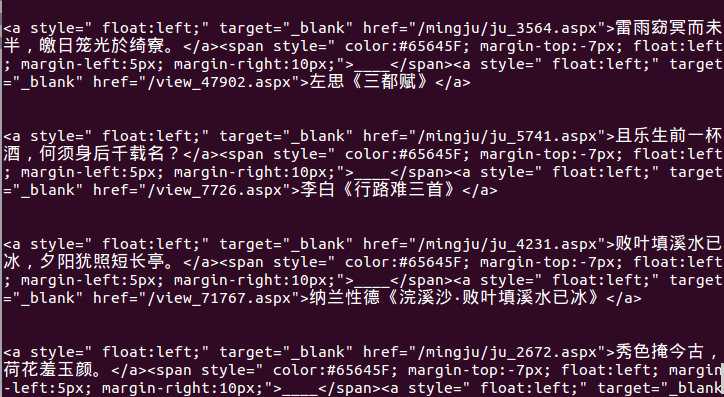 <a style=" float:left;" target="_blank" href="/mingju/ju_3564.aspx">雷雨窈冥而未
半，皦日笼光於绮寮。</a><span style=" color:#65645F; margin-top:-7px; float:left
; margin-left:5px; margin-right:10px;">____</span><a style=" float:left;" target
="_blank" href="/view_47902.aspx">左思《三都赋》</a>
<a style=" float:left;" target="_blank" href="/mingju/ju_5741.aspx">且乐生前一杯
酒，何须身后千载名？</a><span style=" color:#65645F; margin-top:-7px; float:left
; margin-left:5px; margin-right:10px;">____</span><a style=" float:left;" target
="_blank" href="/view_7726.aspx">李白《行路难三首》</a>
<a style=" float:left;" target="_blank" href="/mingju/ju_4231.aspx">败叶填溪水已
冰，夕阳犹照短长亭。</a><span style=" color:#65645F; margin-top:-7px; float:left
; margin-left:5px; margin-right:10px;">____</span><a style=" float:left;" target
="_blank" href="/view_71767.aspx">纳兰性德《浣溪沙·败叶填溪水已冰》</a>
<a style=" float:left;" target="_blank" href="/mingju/ju_2672.aspx">秀色掩今古，
荷花羞玉颜。</a><span style=" color:#65645F; margin-top:-7px; float:left; margin
-left:5px; margin-right:10px;">____</span><a style=" float:left;" target="_blank